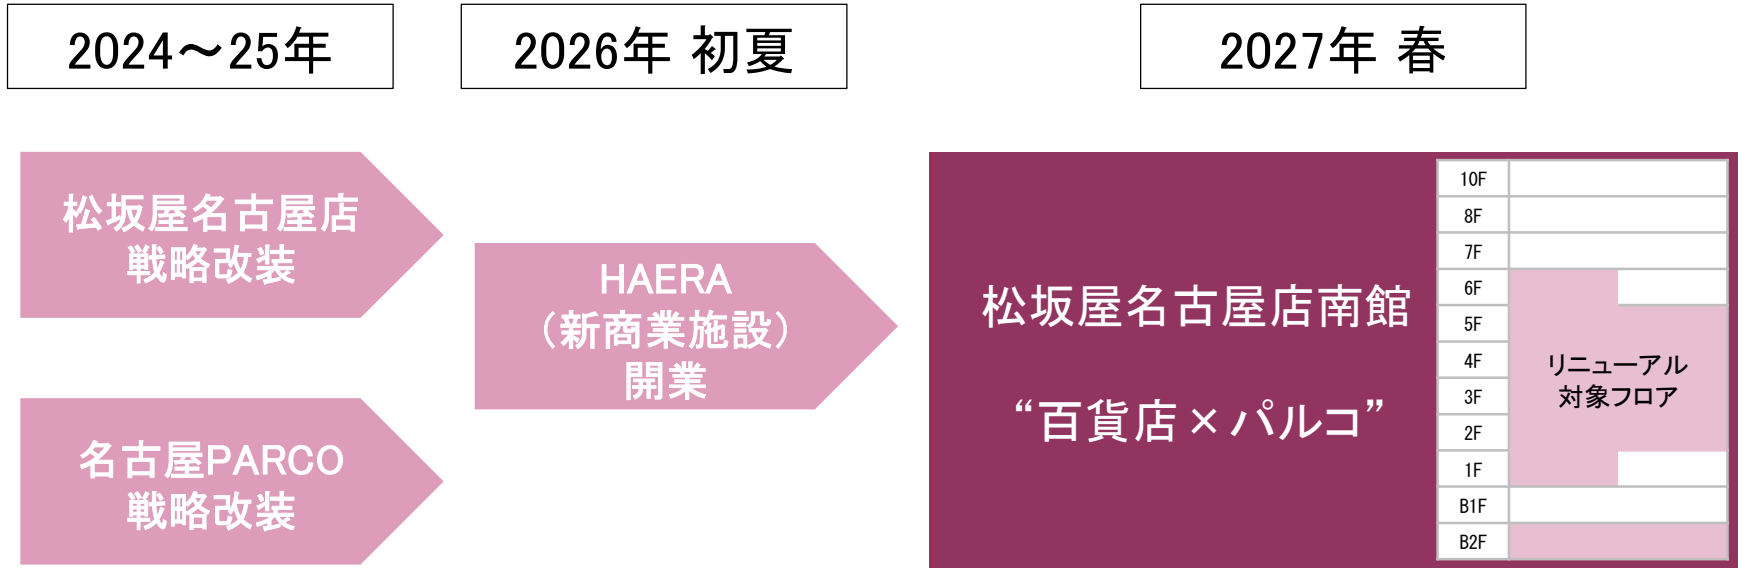 2024～25年
2026年 初夏
2027年 春
松坂屋名古屋店
戦略改装
名古屋PARCO
戦略改装
HAERA
（新商業施設）
開業
松坂屋名古屋店南館
“百貨店×パルコ”
10F
8F
7F
6F
5F
4F
3F
2F
1F
B1F
B2F
リニューアル
対象フロア